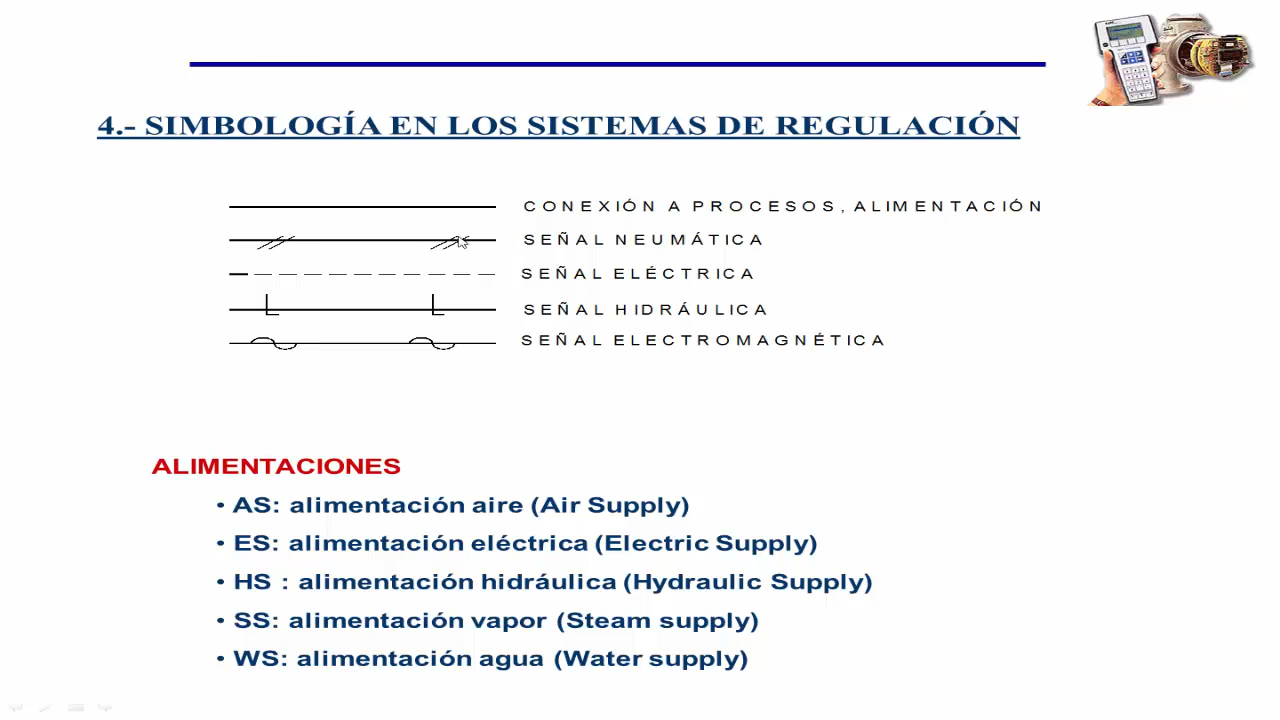 4.- SIMBOLOGÍA EN LOS SISTEMAS DE REGULACIÓN
CONEXIÓN A PROCESOS, ALIMENTACIÓN
SEÑAL NEUMÁTICA
SEÑAL ELÉCTRICA
SEÑAL HIDRÁULICA
SEÑAL ELECTROMAGNÉTICA
ALIMENTACIONES
• AS: alimentación aire (Air Supply)
• ES: alimentación eléctrica (Electric Supply)
• HS : alimentación hidráulica (Hydraulic Supply)
• SS: alimentación vapor (Steam supply)
• WS: alimentación agua (Water supply)